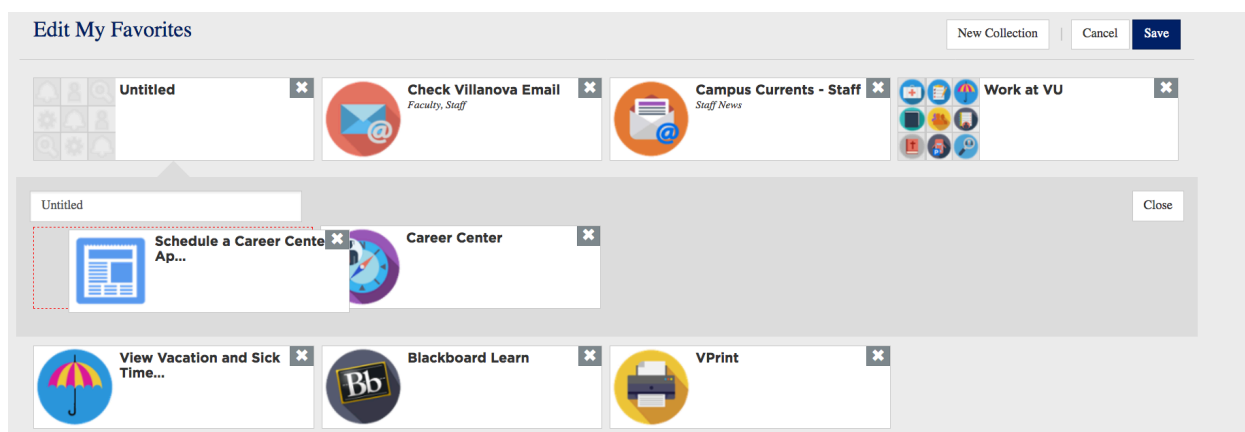 Edit My Favorites
New Collection
Cancel
Save
Untitled
Check Villanova Email
Faculty, Staff
Campus Currents - Staff
Staff News
Work at VU
Untitled
Close
Schedule a Career Cente
Ap...
Career Center
View Vacation and Sick
Time...
Blackboard Learn
Bb
VPrint